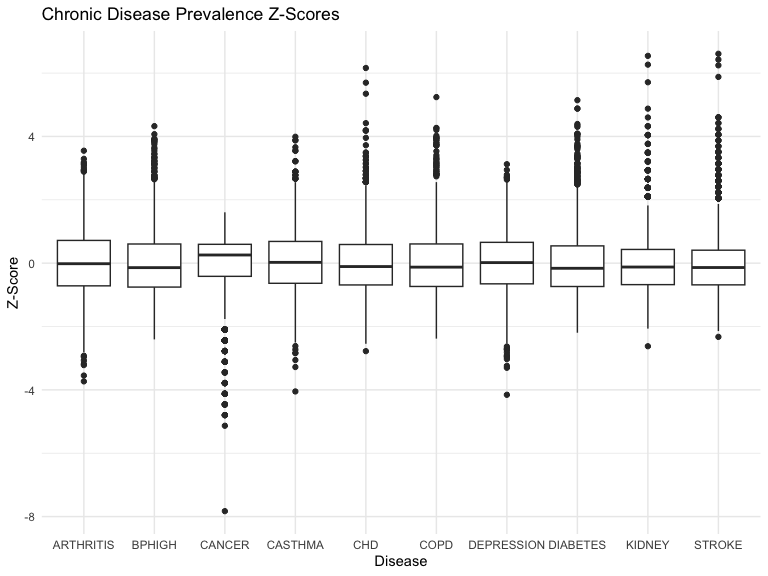 Chronic Disease Prevalence Z-Scores
4
0
-4
-8
Z-Score
ARTHRITIS BPHIGH CANCER CASTHMA CHD COPD DEPRESSION DIABETES KIDNEY STROKE
Disease